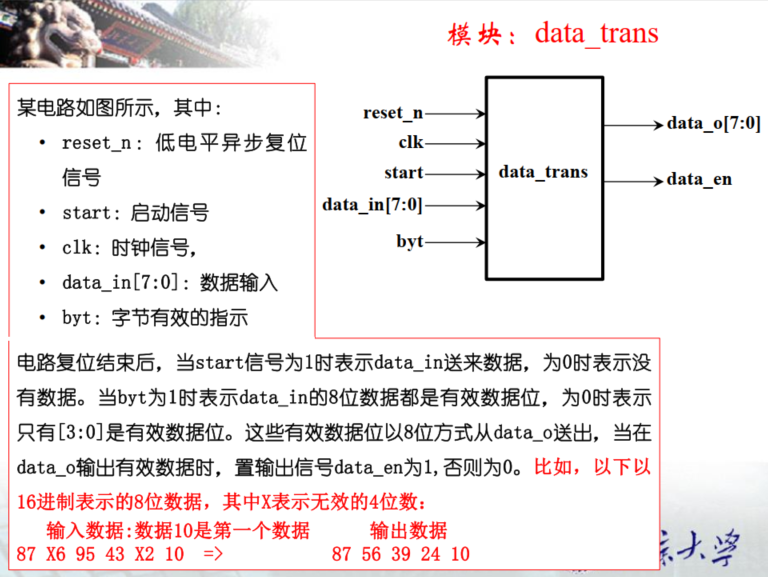 模块：data_trans
某电路如图所示，其中：
• reset_n：低电平异步复位
信号
• start：启动信号
• clk：时钟信号，
• data_in[7:0]：数据输入
• byt：字节有效的指示
reset_n
clk
start
data_in[7:0]
byt
data_trans
data_o[7:0]
data_en
电路复位结束后，当start信号为1时表示data_in送来数据，为0时表示没
有数据。当byt为1时表示data_in的8位数据都是有效数据位，为0时表示
只有[3:0]是有效数据位。这些有效数据位以8位方式从data_o送出，当在
data_o输出有效数据时，置输出信号data_en为1,否则为0。比如，以下以
16进制表示的8位数据，其中X表示无效的4位数：
输入数据:数据10是第一个数据 输出数据
87 X6 95 43 X2 10 => 87 56 39 24 10
大学